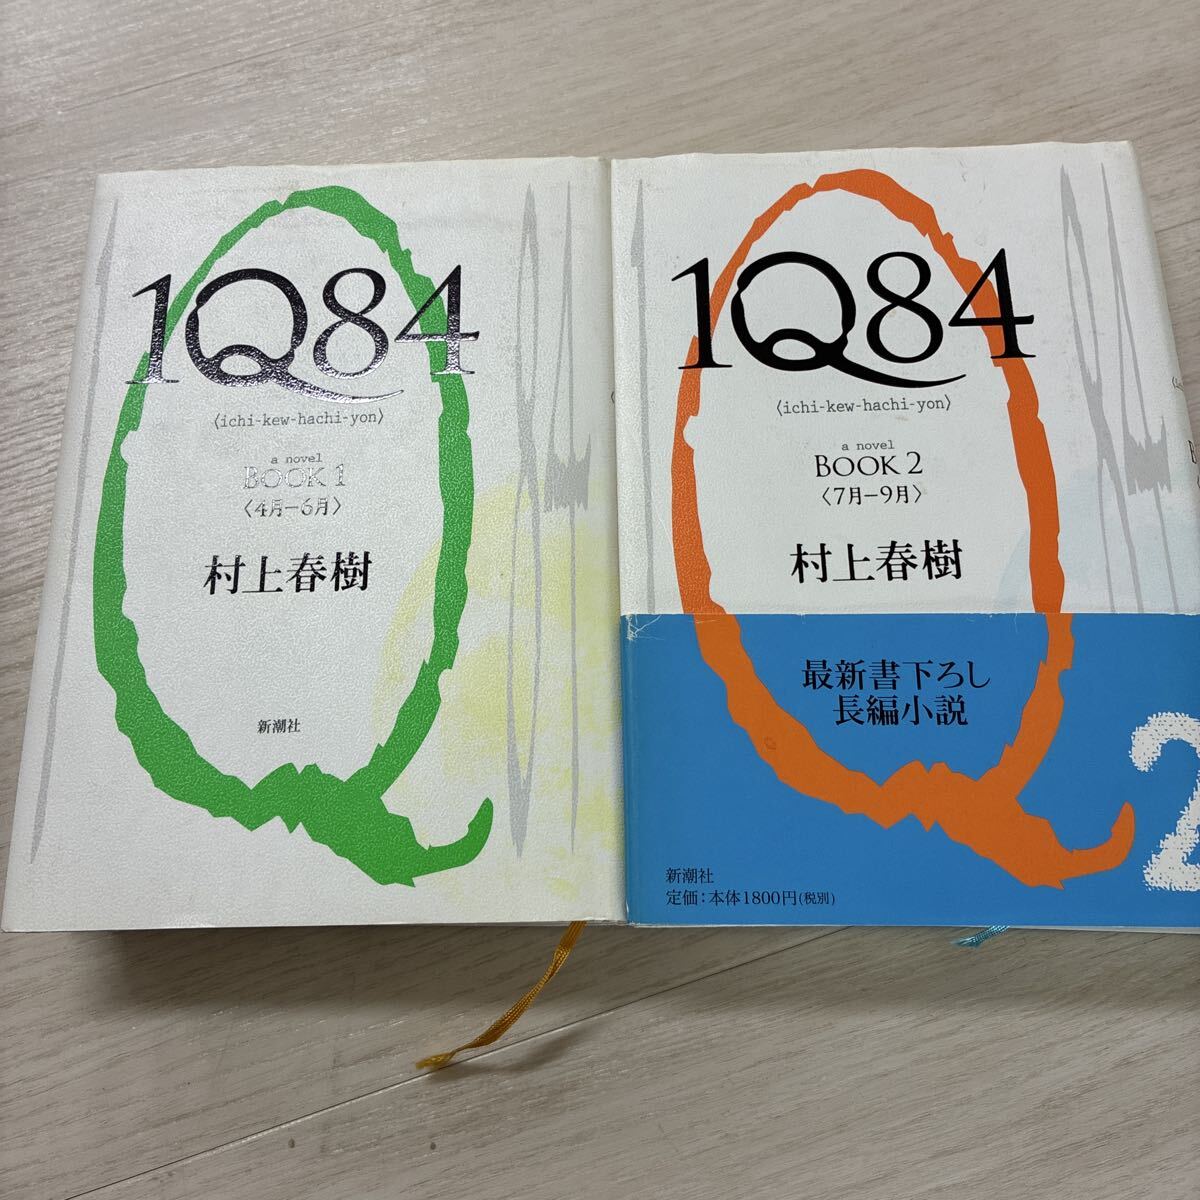 1Q84
〈ichi-kew-hachi-yon〉
a novel
BOOK 1
〈4月−6月〉
村上春樹
新潮社
1Q84
〈ichi-kew-hachi-yon〉
a novel
BOOK 2
〈7月−9月〉
村上春樹
最新書下ろし
長編小説
2
新潮社
定価：本体1800円(税別)